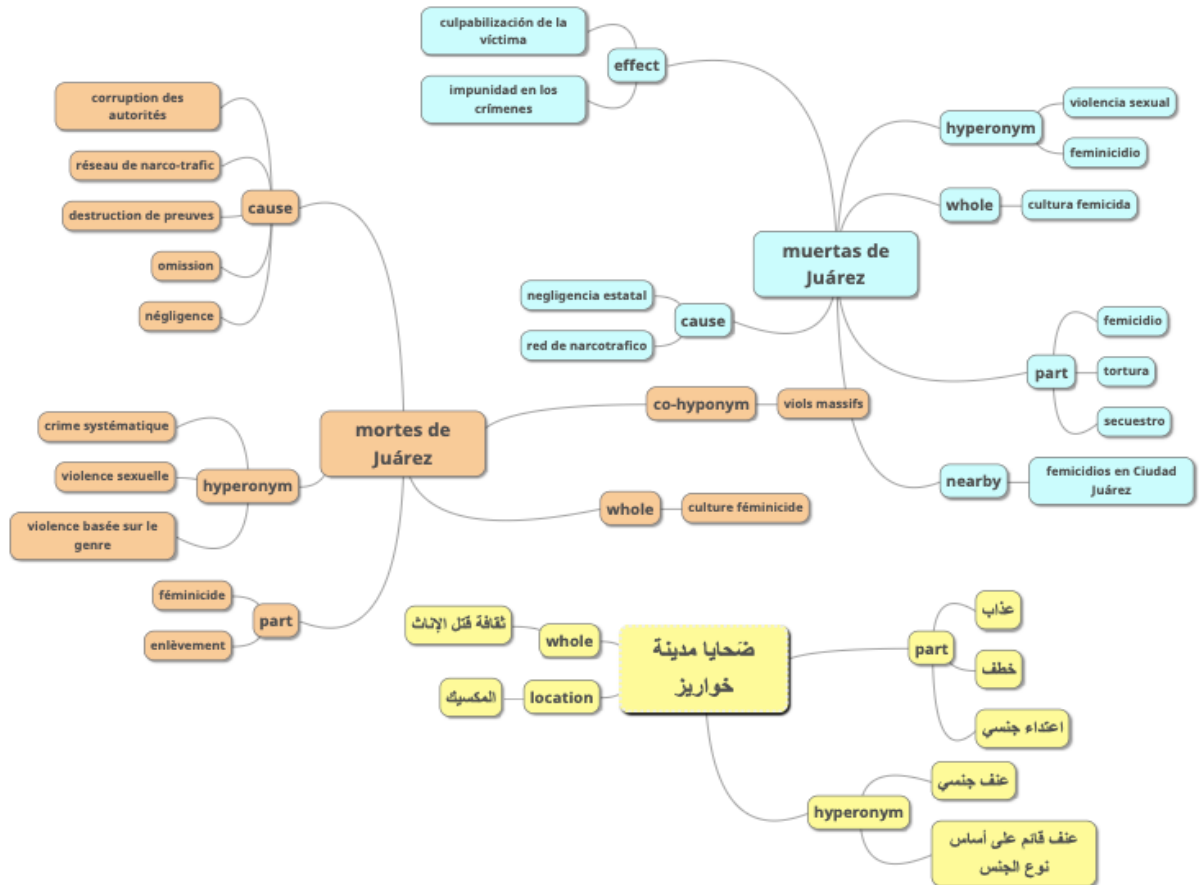 culpabilización de la
víctima
effect
impunidad en los
crímenes
hyperonym
violencia sexual
feminicidio
whole
cultura femicida
muertas de
Juárez
negligencia estatal
cause
red de narcotrafico
part
femicidio
tortura
secuestro
nearby
femicidios en Ciudad
Juárez
corruption des
autorités
réseau de narco-trafic
cause
destruction de preuves
omission
négligence
mortes de
Juárez
co-hyponym
viols massifs
crime systématique
violence sexuelle
hyperonym
violence basée sur le
genre
whole
culture féminicide
féminicide
part
enlèvement
ثقافة قتل الإناث
whole
المكسيك
location
ضَحايا مدينة
خواريز
part
عذاب
خطف
اعتداء جنسي
hyperonym
عنف جنسي
عنف قائم على أساس
نوع الجنس